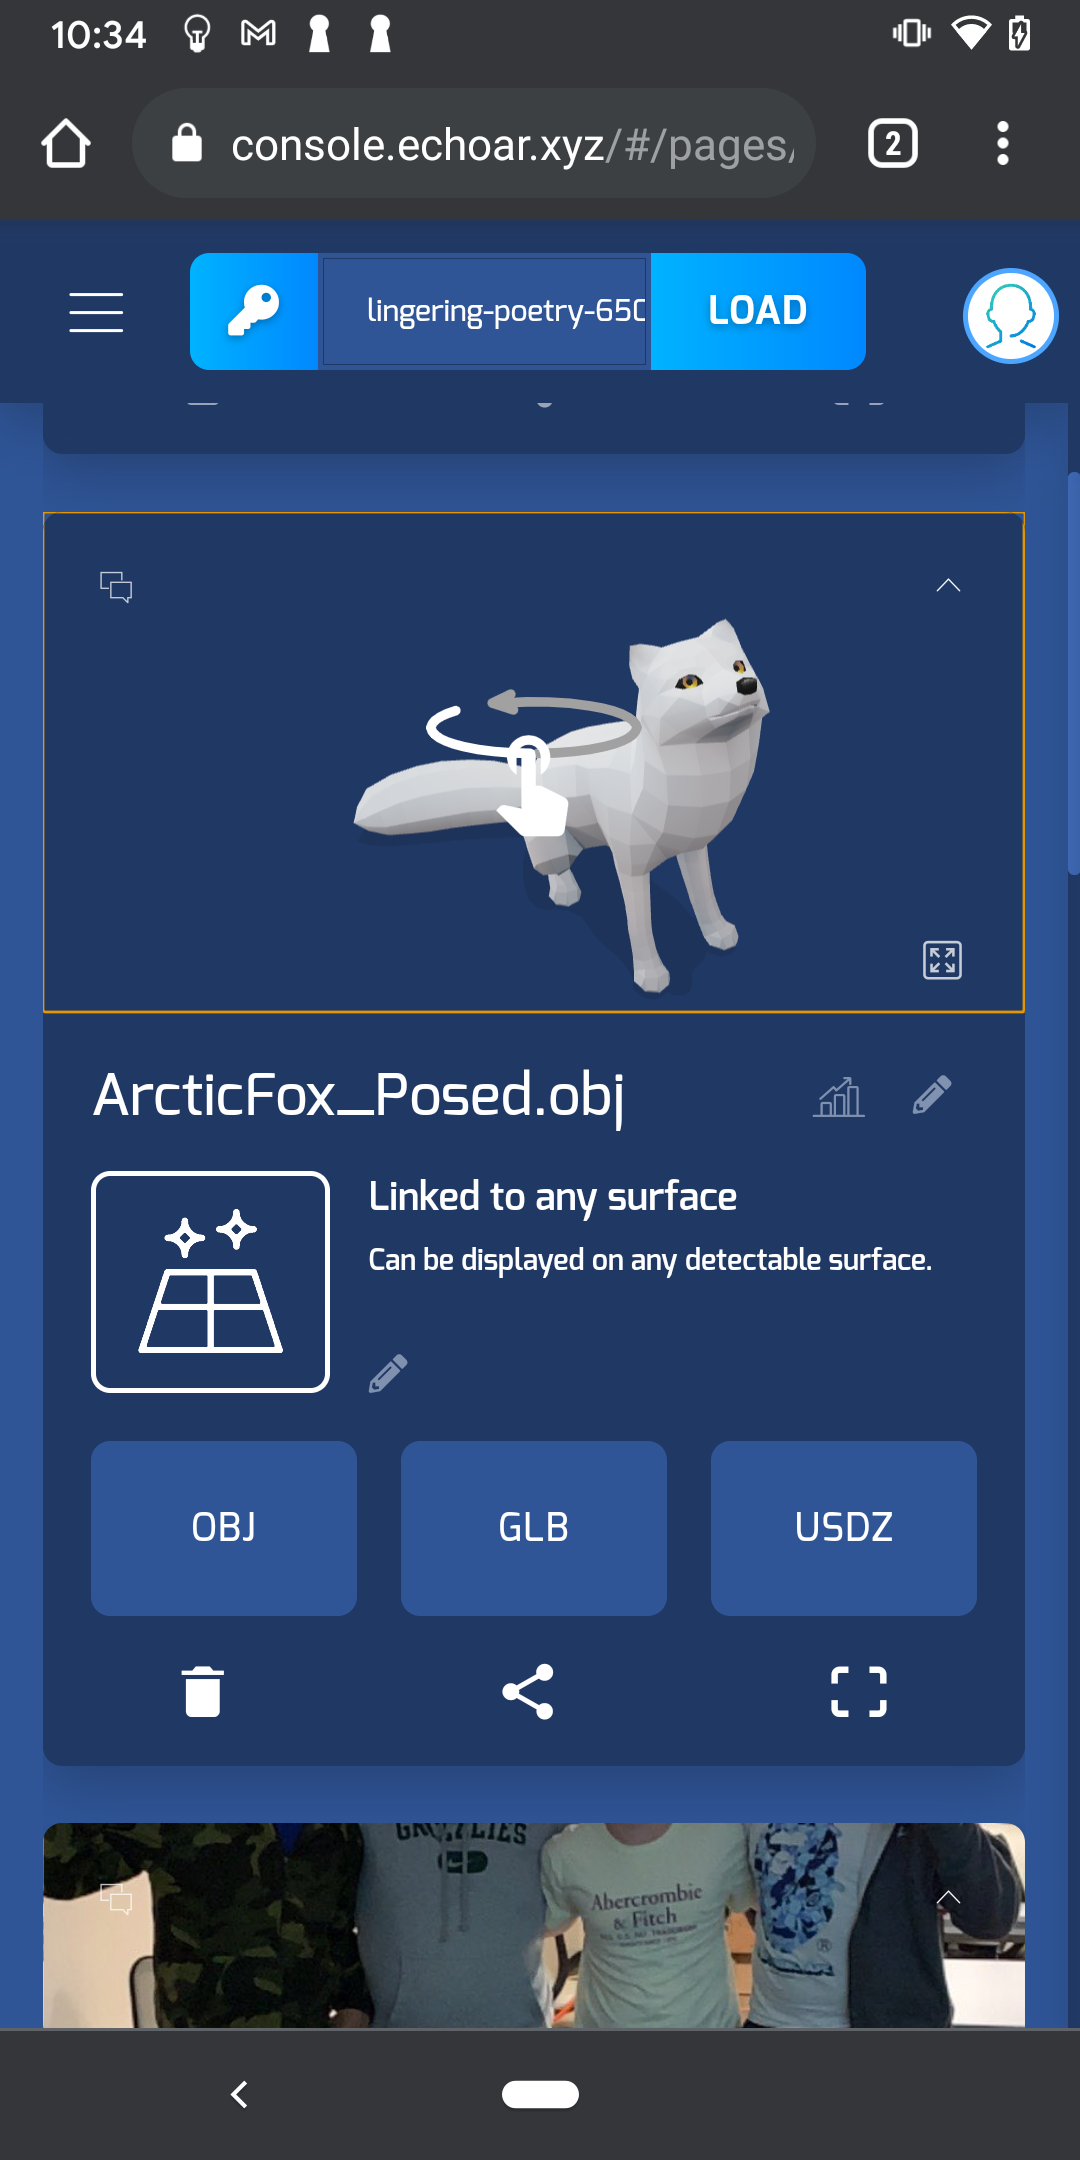 10:34
console.echoar.xyz/#/pages/
2
lingering-poetry-650
LOAD
ArcticFox_Posed.obj
Linked to any surface
Can be displayed on any detectable surface.
OBJ GLB USDZ
GRIZZLIES
Abercrombie
& Fitch